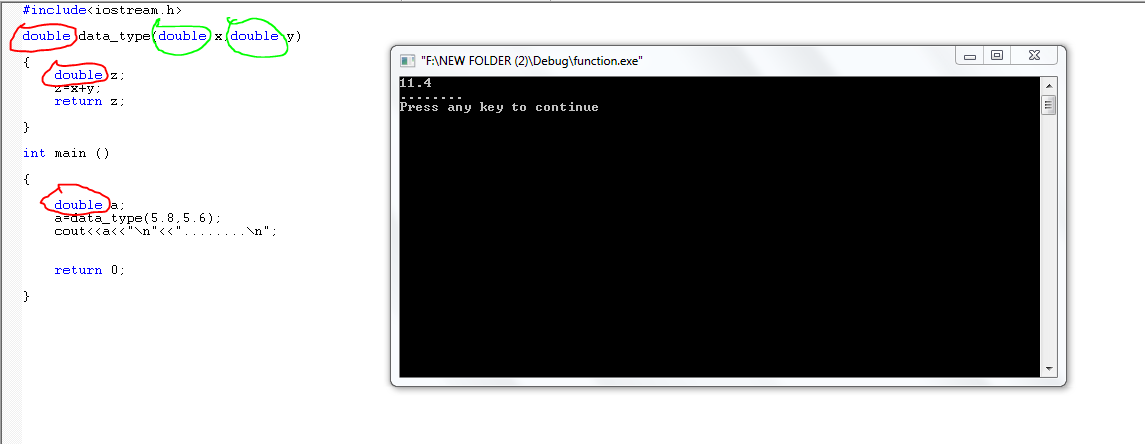 #include<iostream.h>
double data_type(double x,double y)
{
double z;
z=x+y;
return z;
}
int main ()
{
double a;
a=data_type(5.8,5.6);
cout<<a<<"\n"<<"........\n";
return 0;
}
"F:\NEW FOLDER (2)\Debug\function.exe"
11.4
........
Press any key to continue